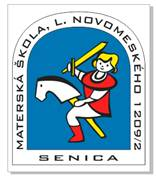 MATERSKÁ ŠKOLA, L. NOVOMESKÉHO 1209/2
SENICA